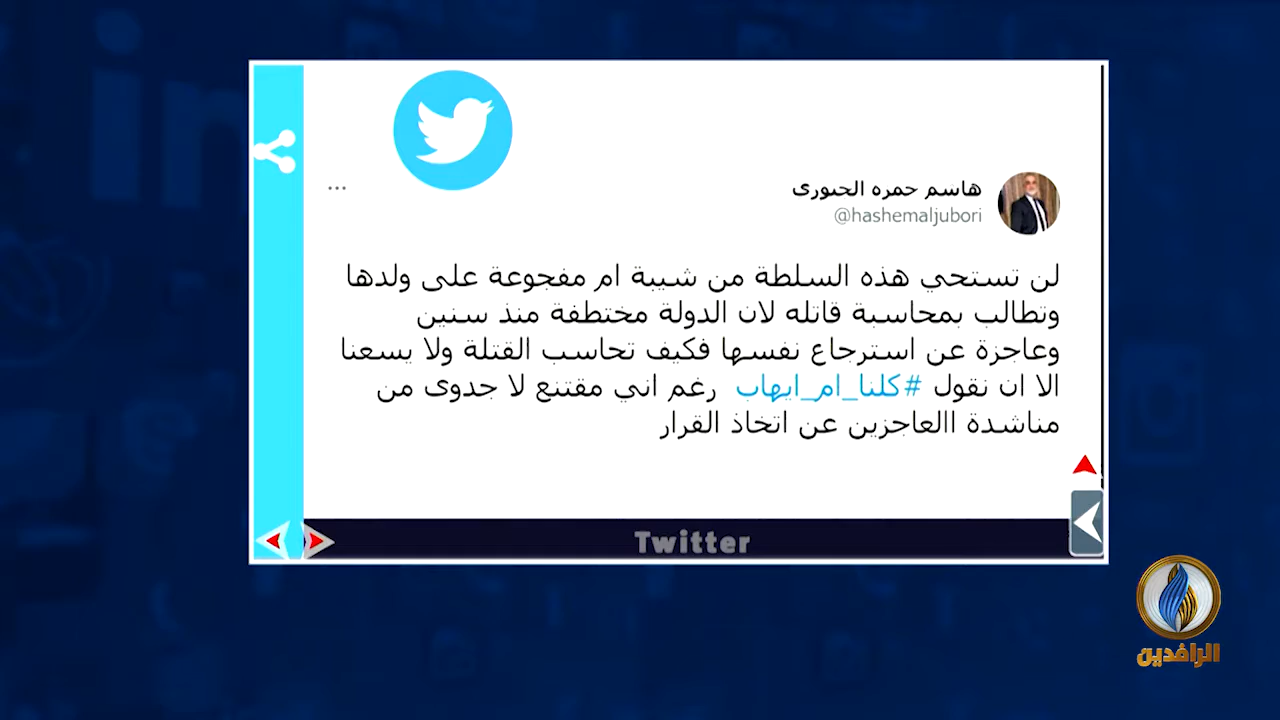 هاسم حمره الجبوري
@hashemaljubori
...
لن تستحي هذه السلطة من شيبة ام مفجوعة على ولدها
وتطالب بمحاسبة قاتله لان الدولة مختطفة منذ سنين
وعاجزة عن استرجاع نفسها فكيف تحاسب القتلة ولا يسعنا
الا ان نقول #كلنا_ام_ايهاب رغم اني مقتنع لا جدوى من
مناشدة االعاجزين عن اتخاذ القرار
Twitter
الرافدين